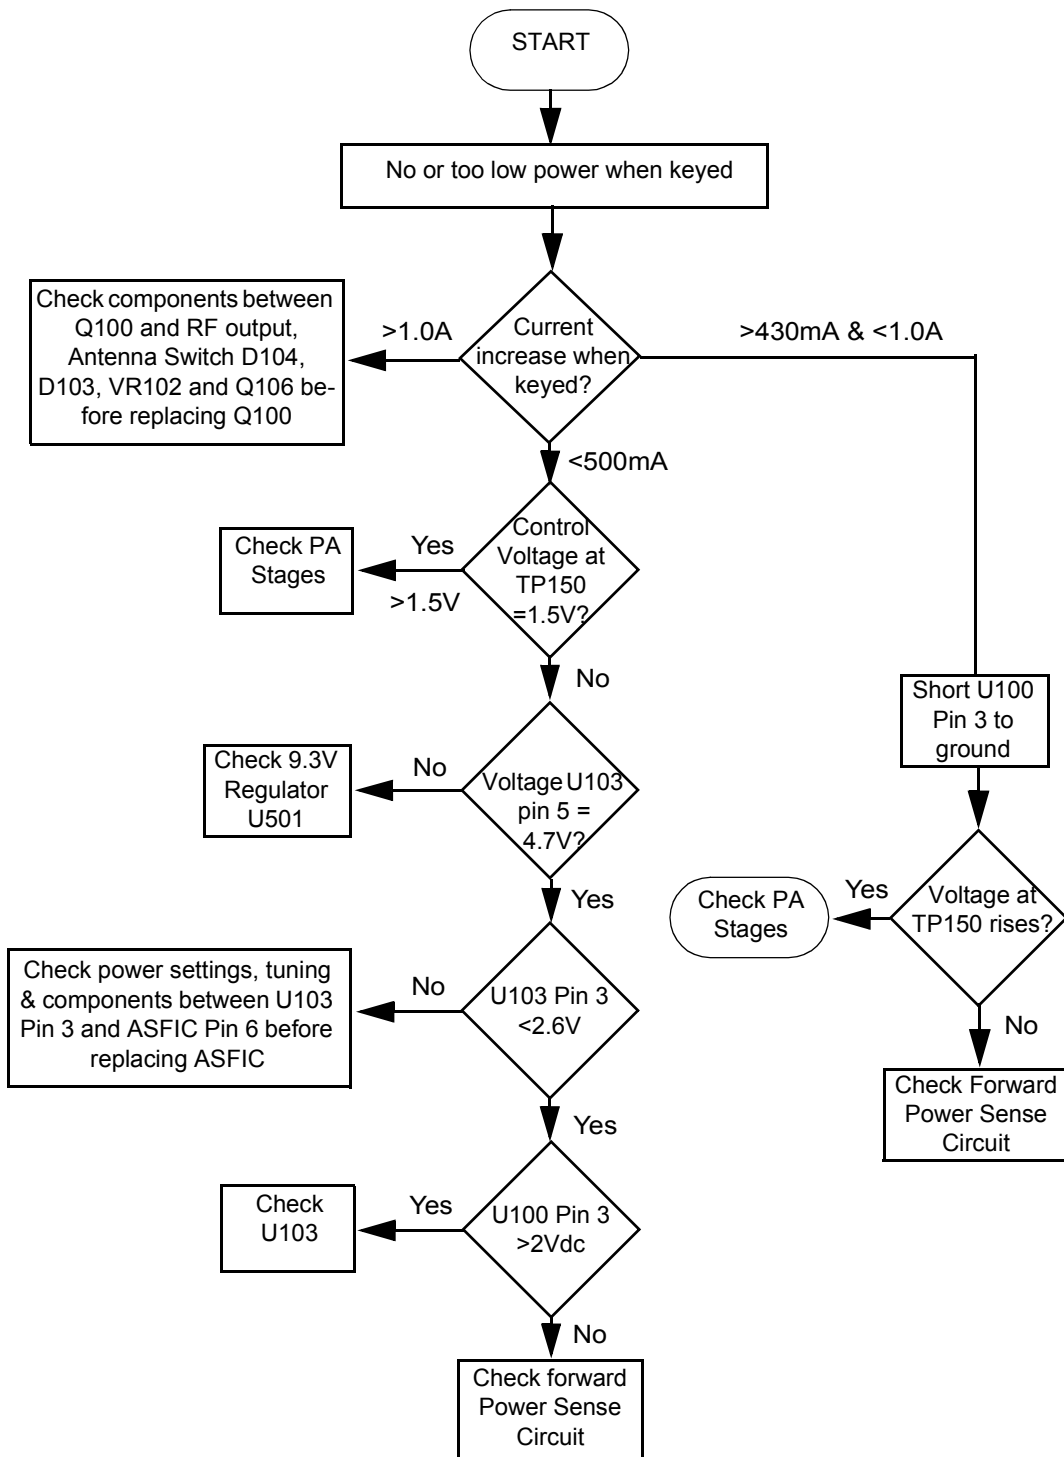 START
No or too low power when keyed
Check components between
Q100 and RF output,
Antenna Switch D104,
D103, VR102 and Q106 be-
fore replacing Q100
>1.0A
Current
increase when
keyed?
>430mA & <1.0A
<500mA
Check PA
Stages
Yes
>1.5V
Control
Voltage at
TP150
=1.5V?
No
Short U100
Pin 3 to
ground
Check 9.3V
Regulator
U501
No
Voltage U103
pin 5 =
4.7V?
Yes
Check PA
Stages
Yes
Voltage at
TP150 rises?
No
Check Forward
Power Sense
Circuit
Check power settings, tuning
& components between U103
Pin 3 and ASFIC Pin 6 before
replacing ASFIC
No
U103 Pin 3
<2.6V
Yes
Check
U103
Yes
U100 Pin 3
>2Vdc
No
Check forward
Power Sense
Circuit